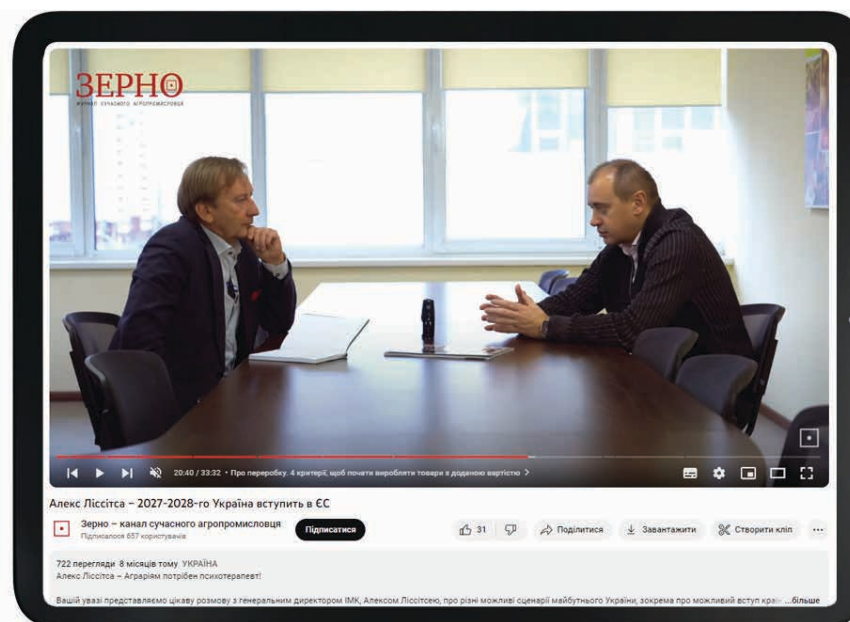 ЗЕРНО
ЖУРНАЛ СУЧАСНОГО АГРОПРОМИСЛОВЦЯ
20:40 / 33:32 • Про переробку. 4 критерії, щоб почати виробляти товари з доданою вартістю >
Алекс Ліссітса – 2027-2028-го Україна вступить в ЄС
Зерно – канал сучасного агропромисловця
Підписалося 657 користувачів
Підписатися
31
Поділитися
Завантажити
Створити кліп
722 перегляди 8 місяців тому УКРАЇНА
Алекс Ліссітса – Аграріям потрібен психотерапевт!
Вашій увазі представляємо цікаву розмову з генеральним директором ІМК, Алексом Ліссітсею, про різні можливі сценарії майбутнього України, зокрема про можливий вступ краї ...більше